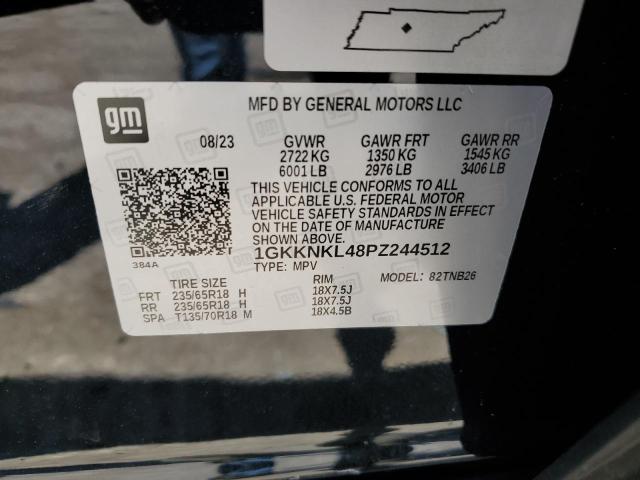 gm
MFD BY GENERAL MOTORS LLC
08/23 GVWR GAWR FRT GAWR RR
2722 KG 1350 KG 1545 KG
6001 LB 2976 LB 3406 LB
THIS VEHICLE CONFORMS TO ALL
APPLICABLE U.S. FEDERAL MOTOR
VEHICLE SAFETY STANDARDS IN EFFECT
ON THE DATE OF MANUFACTURE
SHOWN ABOVE.
1GKKNKL48PZ244512
384A
TYPE: MPV MODEL: 82TNB26
TIRE SIZE RIM
FRT 235/65R18 H 18X7.5J
RR 235/65R18 H 18X7.5J
SPA T135/70R18 M 18X4.5B